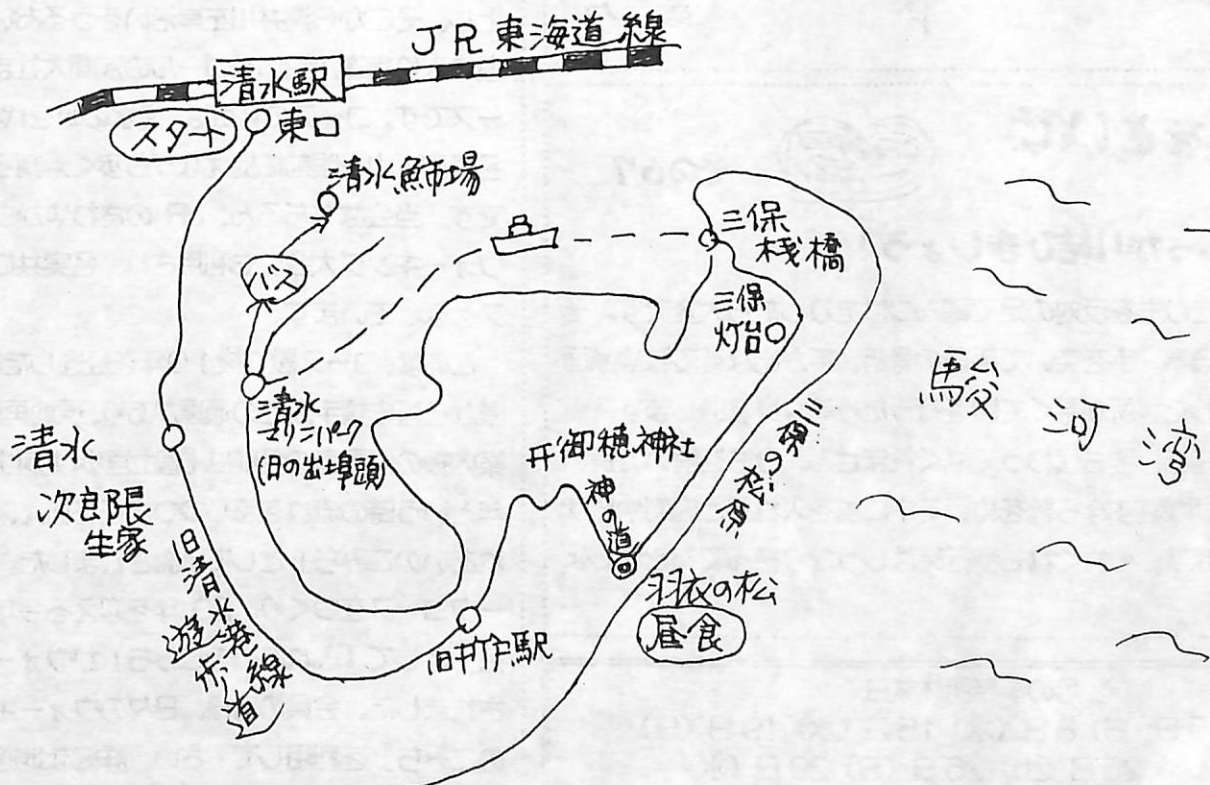 JR東海道線
清水駅
スタート
東口
清水魚市場
バス
三保
桟橋
三保
灯台
清水
マリンパーク
(日の出埠頭)
清水
次良隈
生家
旧清水港線
遊歩道
开御穂神社
神の道
三保の松原
羽衣の松
昼食
旧折戸駅
駿河湾